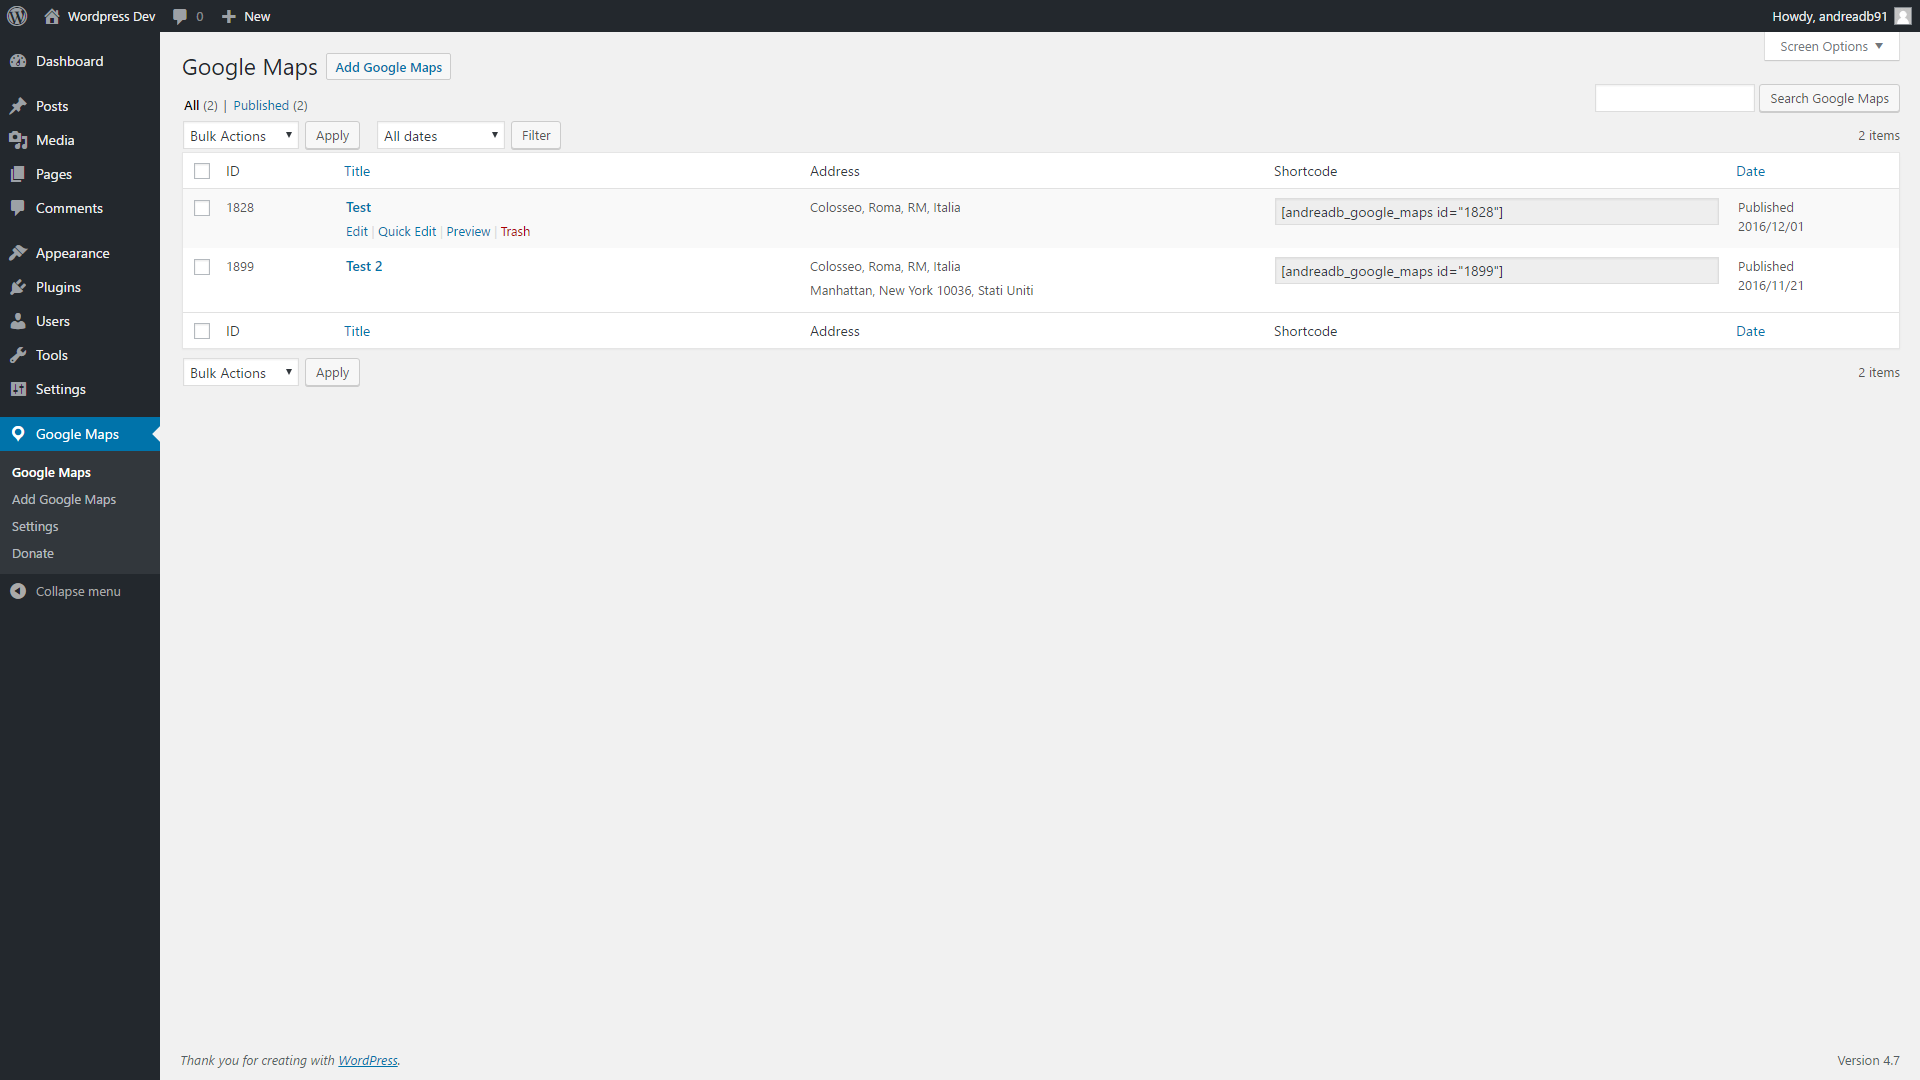 Wordpress Dev 0 New Howdy, andreadb91
Screen Options
Dashboard
Posts
Media
Pages
Comments
Appearance
Plugins
Users
Tools
Settings
Google Maps
Google Maps
Add Google Maps
Settings
Donate
Collapse menu
Google Maps Add Google Maps
All (2) | Published (2)
Search Google Maps
Bulk Actions Apply All dates Filter 2 items
ID Title Address Shortcode Date
1828 Test Colosseo, Roma, RM, Italia [andreadb_google_maps id="1828"] Published
2016/12/01
Edit | Quick Edit | Preview | Trash
1899 Test 2 Colosseo, Roma, RM, Italia [andreadb_google_maps id="1899"] Published
Manhattan, New York 10036, Stati Uniti 2016/11/21
ID Title Address Shortcode Date
Bulk Actions Apply 2 items
Thank you for creating with WordPress. Version 4.7